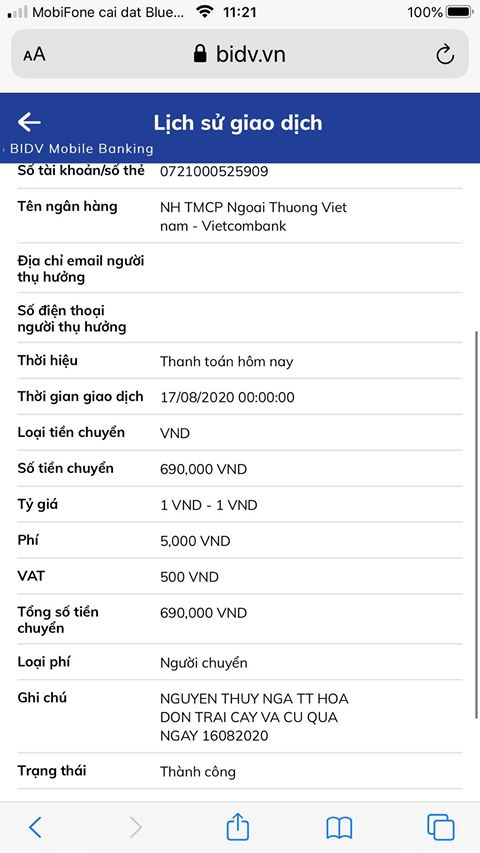 MobiFone cai dat Blue... 11:21 100%
AA bidv.vn
Lịch sử giao dịch
BIDV Mobile Banking
Số tài khoản/số thẻ 0721000525909
Tên ngân hàng NH TMCP Ngoai Thuong Viet
nam - Vietcombank
Địa chỉ email người
thụ hưởng
Số điện thoại
người thụ hưởng
Thời hiệu Thanh toán hôm nay
Thời gian giao dịch 17/08/2020 00:00:00
Loại tiền chuyển VND
Số tiền chuyển 690,000 VND
Tỷ giá 1 VND - 1 VND
Phí 5,000 VND
VAT 500 VND
Tổng số tiền 690,000 VND
chuyển
Loại phí Người chuyển
Ghi chú NGUYEN THUY NGA TT HOA
DON TRAI CAY VA CU QUA
NGAY 16082020
Trạng thái Thành công